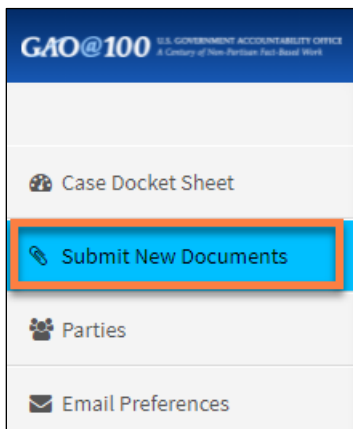 GAO@100 U.S. GOVERNMENT ACCOUNTABILITY OFFICE
A Century of Non-Partisan Fact-Based Work
Case Docket Sheet
Submit New Documents
Parties
Email Preferences